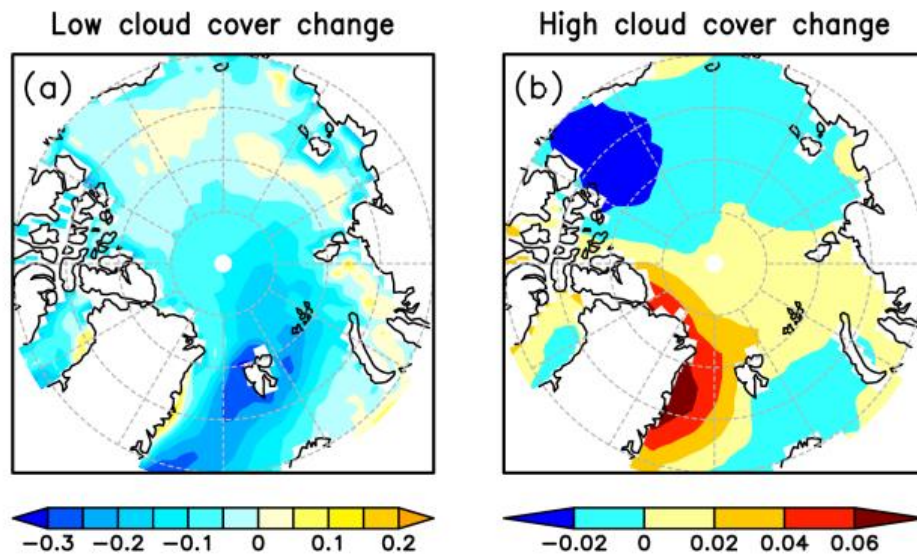 Low cloud cover change
High cloud cover change
(a)
(b)
-0.3 -0.2 -0.1 0 0.1 0.2
-0.02 0 0.02 0.04 0.06